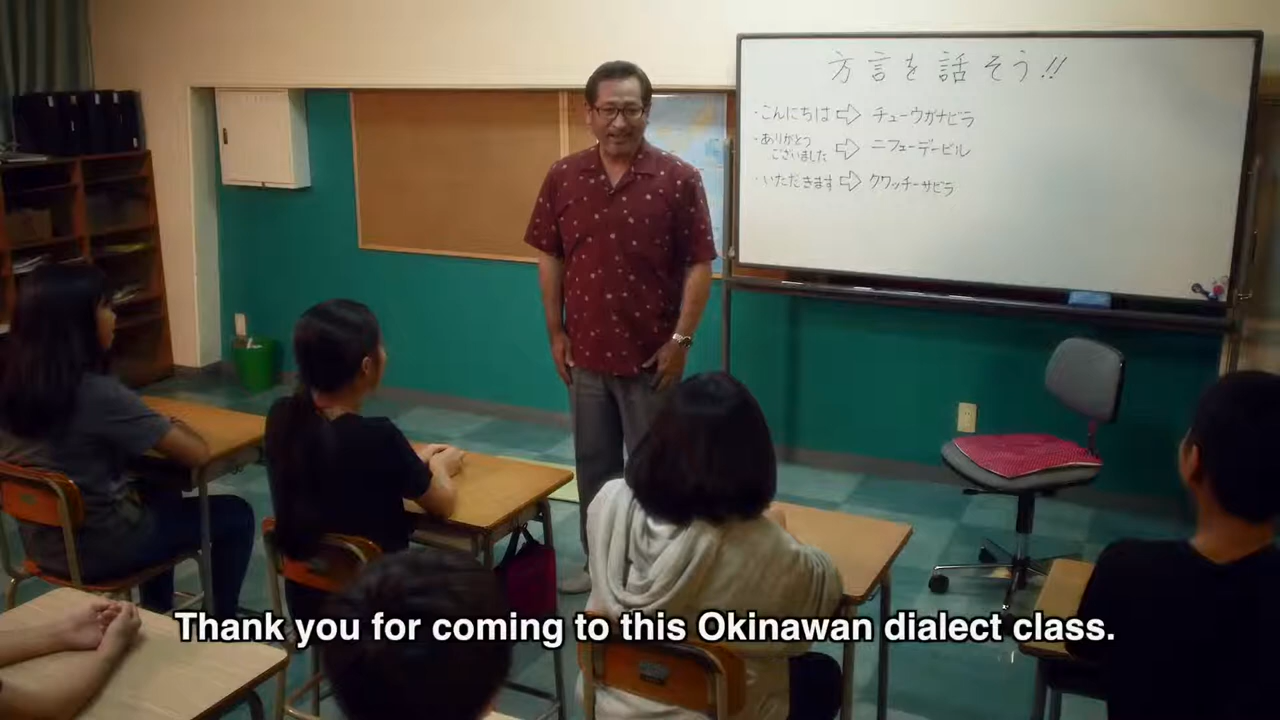 方言を話そう!!
・こんにちは⇨チューウガナビラ
・ありがとう
ございました⇨ニフェーデービル
・いただきます⇨クワッチーサビラ
Thank you for coming to this Okinawan dialect class.